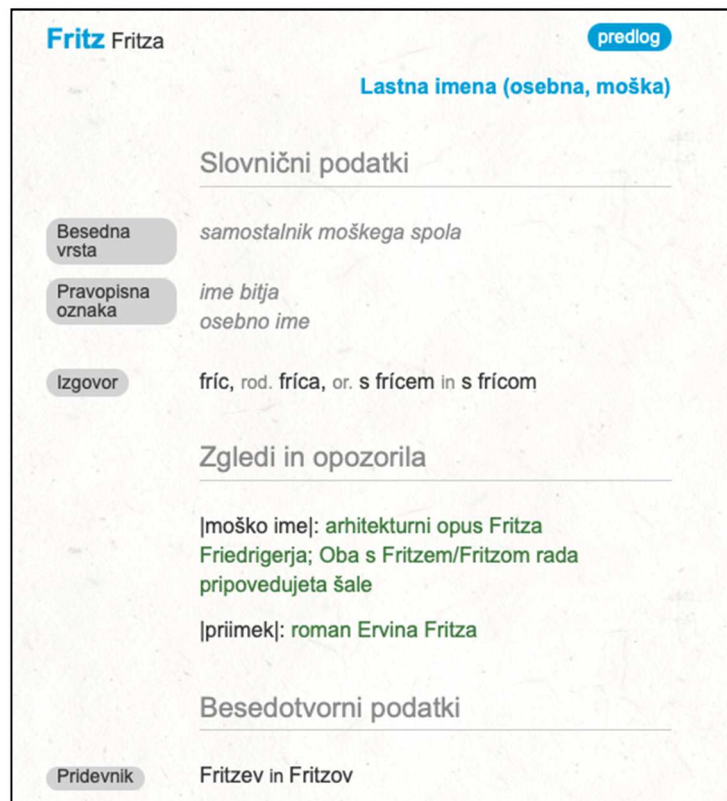 Fritz Fritza
predlog
Lastna imena (osebna, moška)
Slovnični podatki
Besedna
vrsta
samostalnik moškega spola
Pravopisna
oznaka
ime bitja
osebno ime
Izgovor
fríc, rod. fríca, or. s frícem in s frícom
Zgledi in opozorila
|moško ime|: arhitekturni opus Fritza
Friedrigerja; Oba s Fritzem/Fritzom rada
pripovedujeta šale
|priimek|: roman Ervina Fritza
Besedotvorni podatki
Pridevnik
Fritzev in Fritzov